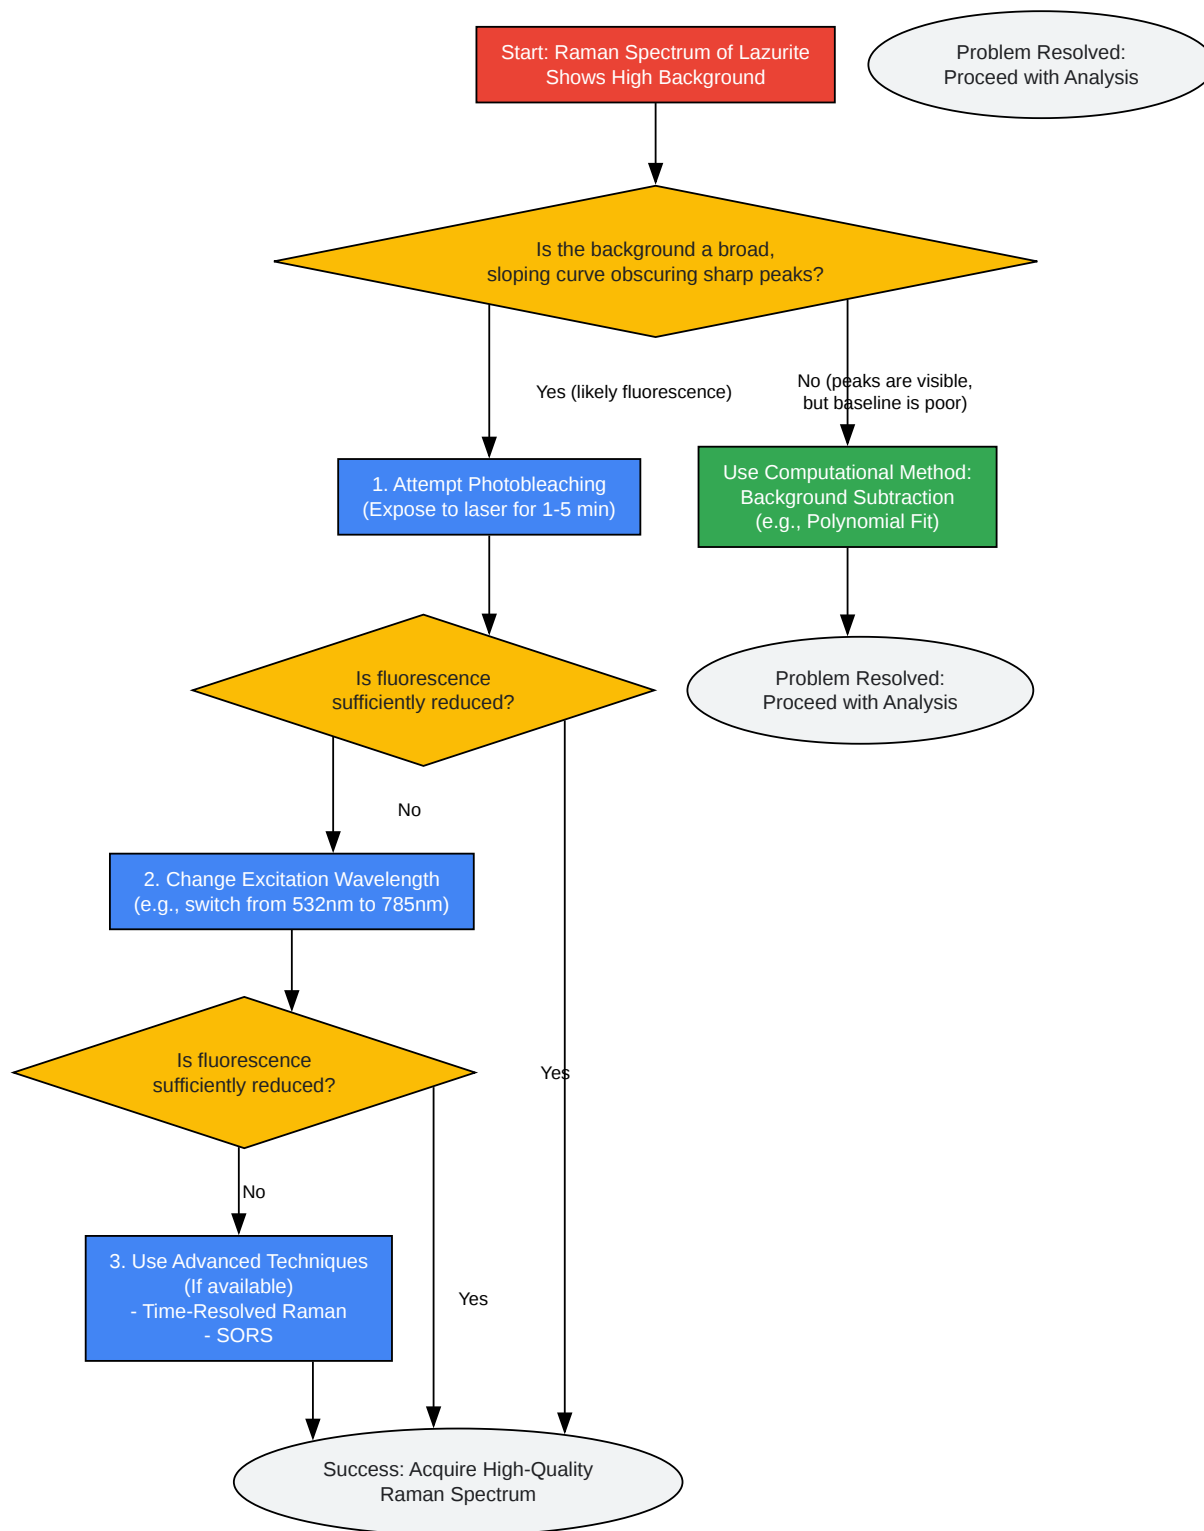 Start: Raman Spectrum of Lazurite
Shows High Background
Problem Resolved:
Proceed with Analysis
Is the background a broad,
sloping curve obscuring sharp peaks?
Yes (likely fluorescence)
No (peaks are visible,
but baseline is poor)
1. Attempt Photobleaching
(Expose to laser for 1-5 min)
Use Computational Method:
Background Subtraction
(e.g., Polynomial Fit)
Is fluorescence
sufficiently reduced?
Problem Resolved:
Proceed with Analysis
No
2. Change Excitation Wavelength
(e.g., switch from 532nm to 785nm)
Is fluorescence
sufficiently reduced?
Yes
No
3. Use Advanced Techniques
(If available)
- Time-Resolved Raman
- SORS
Yes
Success: Acquire High-Quality
Raman Spectrum